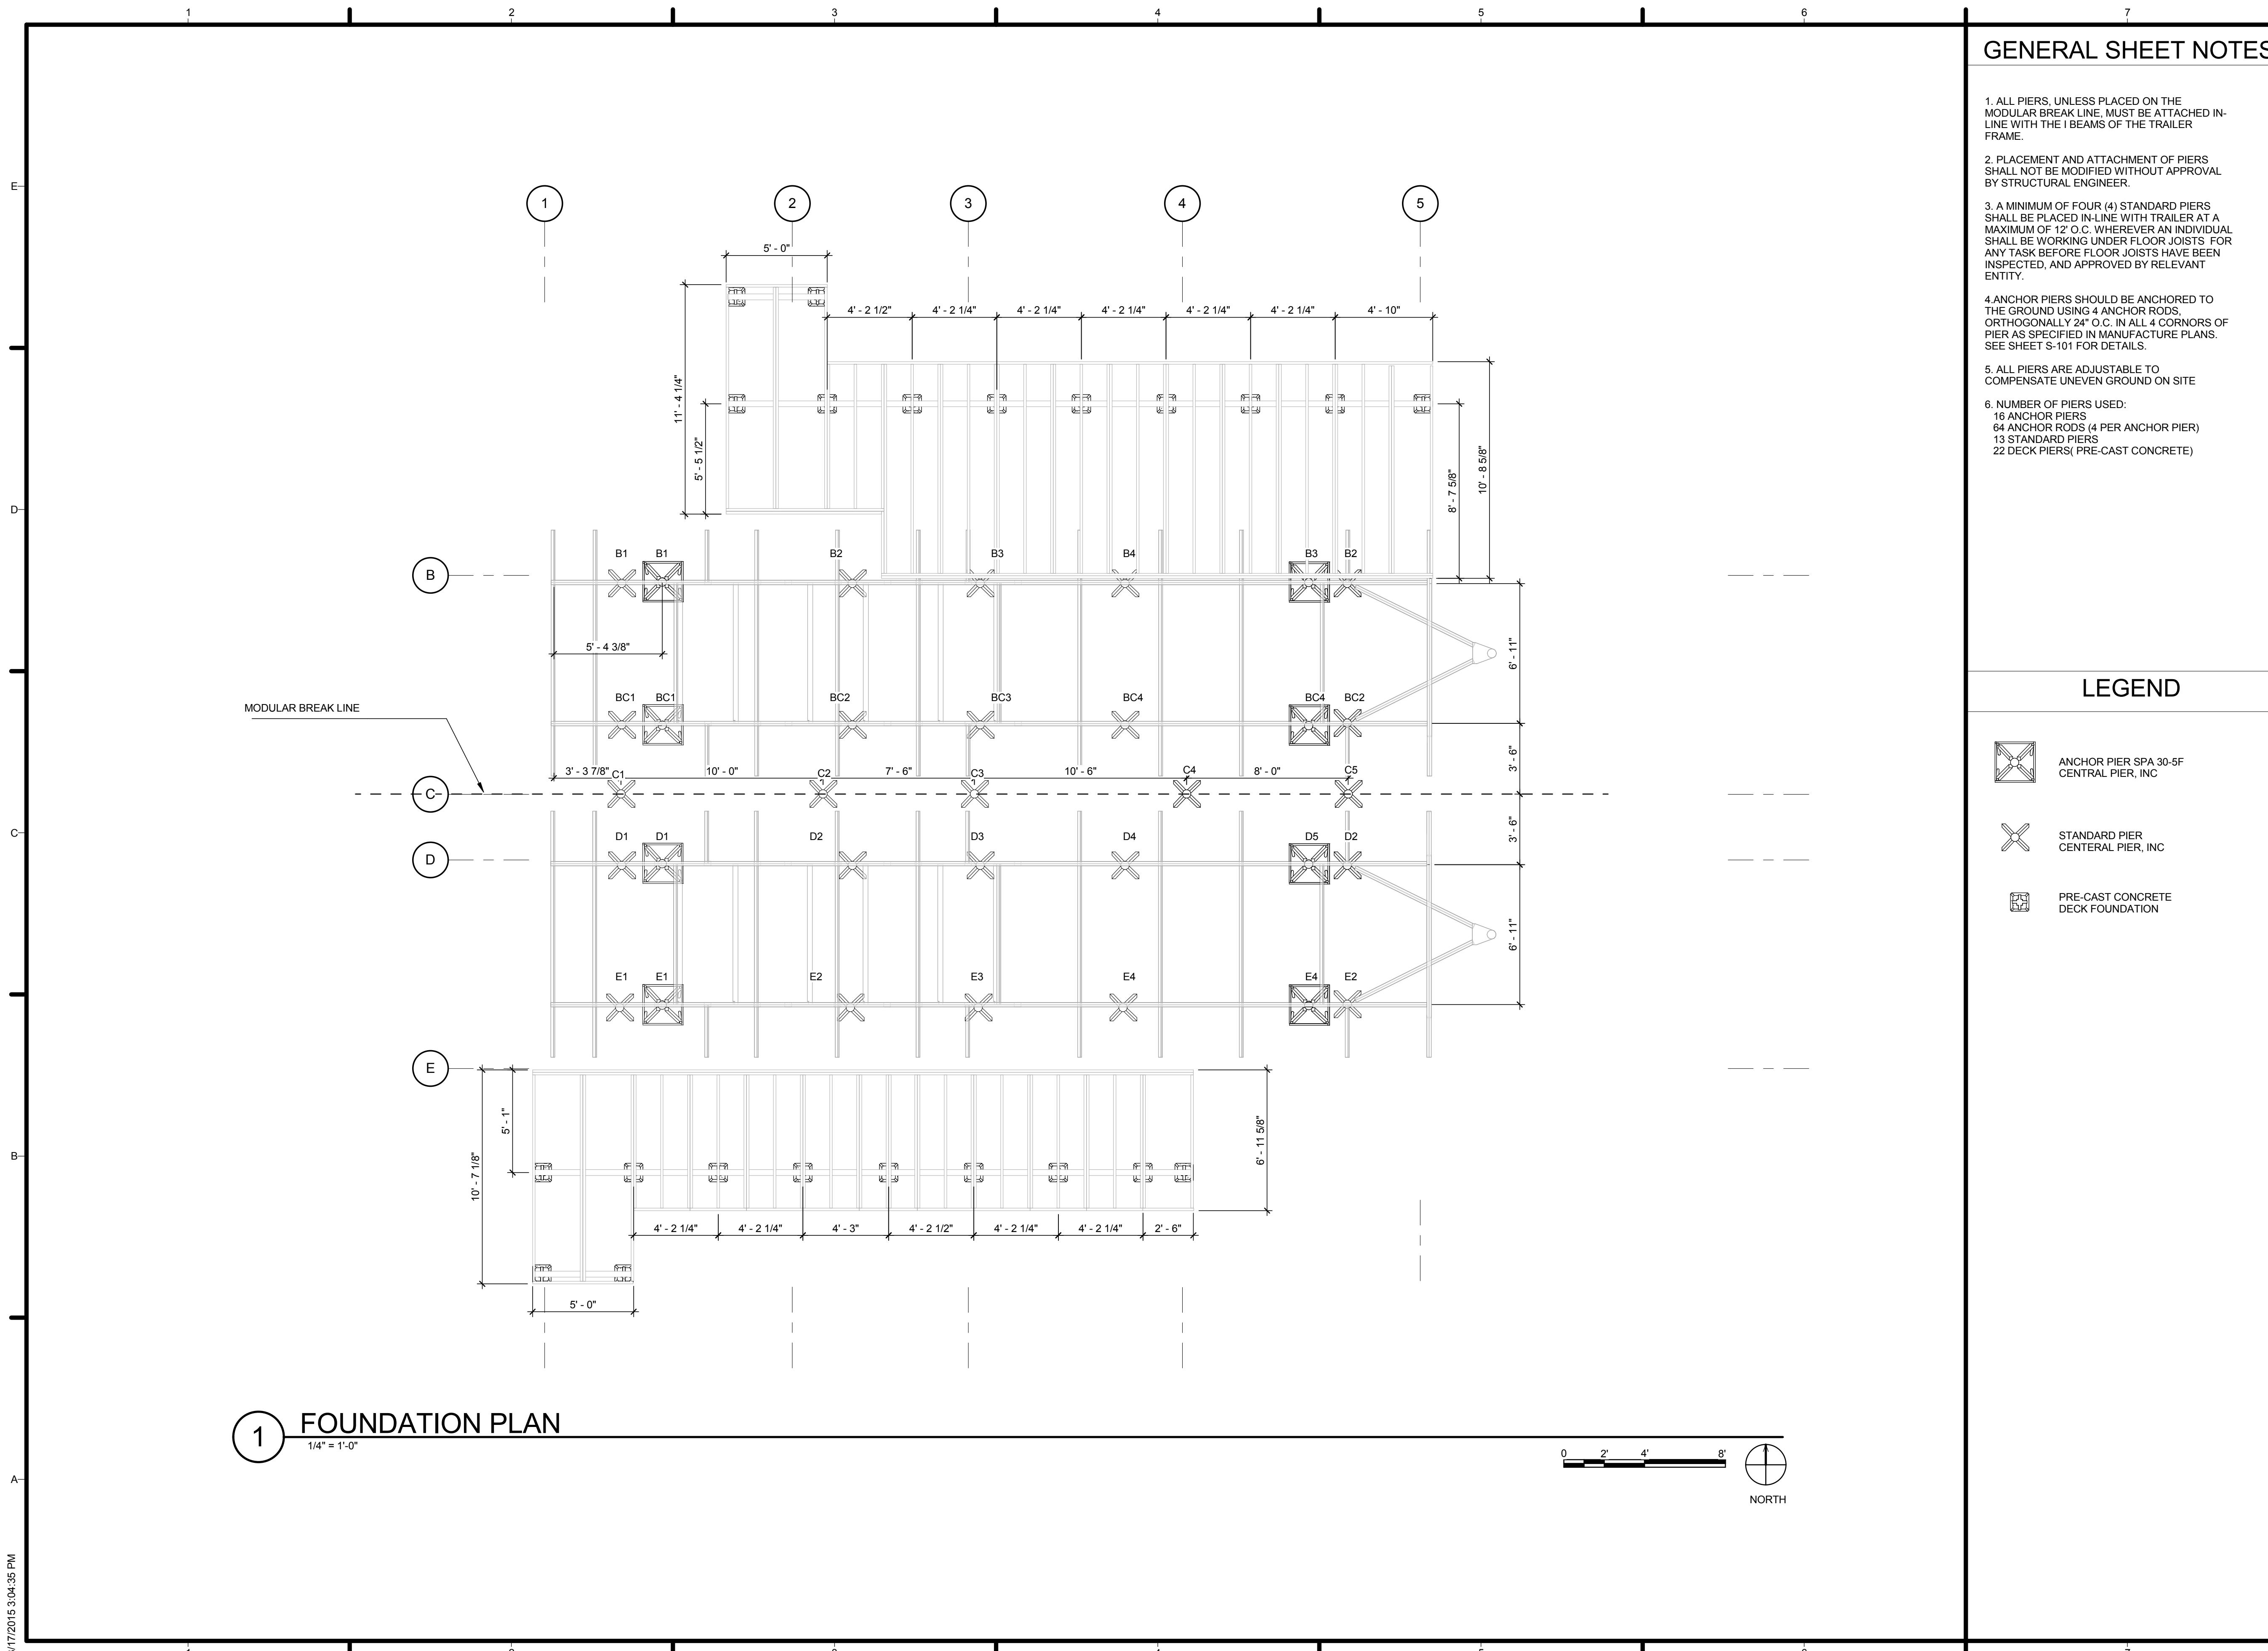 1 2 3 4 5 6 7
GENERAL SHEET NOTES
1. ALL PIERS, UNLESS PLACED ON THE
MODULAR BREAK LINE, MUST BE ATTACHED IN-
LINE WITH THE I BEAMS OF THE TRAILER
FRAME.
2. PLACEMENT AND ATTACHMENT OF PIERS
SHALL NOT BE MODIFIED WITHOUT APPROVAL
BY STRUCTURAL ENGINEER.
3. A MINIMUM OF FOUR (4) STANDARD PIERS
SHALL BE PLACED IN-LINE WITH TRAILER AT A
MAXIMUM OF 12' O.C. WHEREVER AN INDIVIDUAL
SHALL BE WORKING UNDER FLOOR JOISTS FOR
ANY TASK BEFORE FLOOR JOISTS HAVE BEEN
INSPECTED, AND APPROVED BY RELEVANT
ENTITY.
4.ANCHOR PIERS SHOULD BE ANCHORED TO
THE GROUND USING 4 ANCHOR RODS,
ORTHOGONALLY 24" O.C. IN ALL 4 CORNORS OF
PIER AS SPECIFIED IN MANUFACTURE PLANS.
SEE SHEET S-101 FOR DETAILS.
5. ALL PIERS ARE ADJUSTABLE TO
COMPENSATE UNEVEN GROUND ON SITE
6. NUMBER OF PIERS USED:
16 ANCHOR PIERS
64 ANCHOR RODS (4 PER ANCHOR PIER)
13 STANDARD PIERS
22 DECK PIERS( PRE-CAST CONCRETE)
LEGEND
ANCHOR PIER SPA 30-5F
CENTRAL PIER, INC
STANDARD PIER
CENTERAL PIER, INC
PRE-CAST CONCRETE
DECK FOUNDATION
E
D
C
B
A
1 2 3 4 5
5' - 0"
4' - 2 1/2" 4' - 2 1/4" 4' - 2 1/4" 4' - 2 1/4" 4' - 2 1/4" 4' - 2 1/4" 4' - 10"
11' - 4 1/4"
5' - 5 1/2"
8' - 7 5/8"
10' - 8 5/8"
B1 B1 B2 B3 B4 B3 B2
B
5' - 4 3/8"
6' - 11"
BC1 BC1 BC2 BC3 BC4 BC4 BC2
MODULAR BREAK LINE
3' - 6"
3' - 3 7/8" C1 10' - 0" C2 7' - 6" C3 10' - 6" C4 8' - 0" C5
C
3' - 6"
D1 D1 D2 D3 D4 D5 D2
D
6' - 11"
E1 E1 E2 E3 E4 E4 E2
E
5' - 1"
10' - 7 1/8"
6' - 11 5/8"
4' - 2 1/4" 4' - 2 1/4" 4' - 3" 4' - 2 1/2" 4' - 2 1/4" 4' - 2 1/4" 2' - 6"
5' - 0"
1 FOUNDATION PLAN
1/4" = 1'-0"
0 2' 4' 8'
NORTH
/17/2015 3:04:35 PM